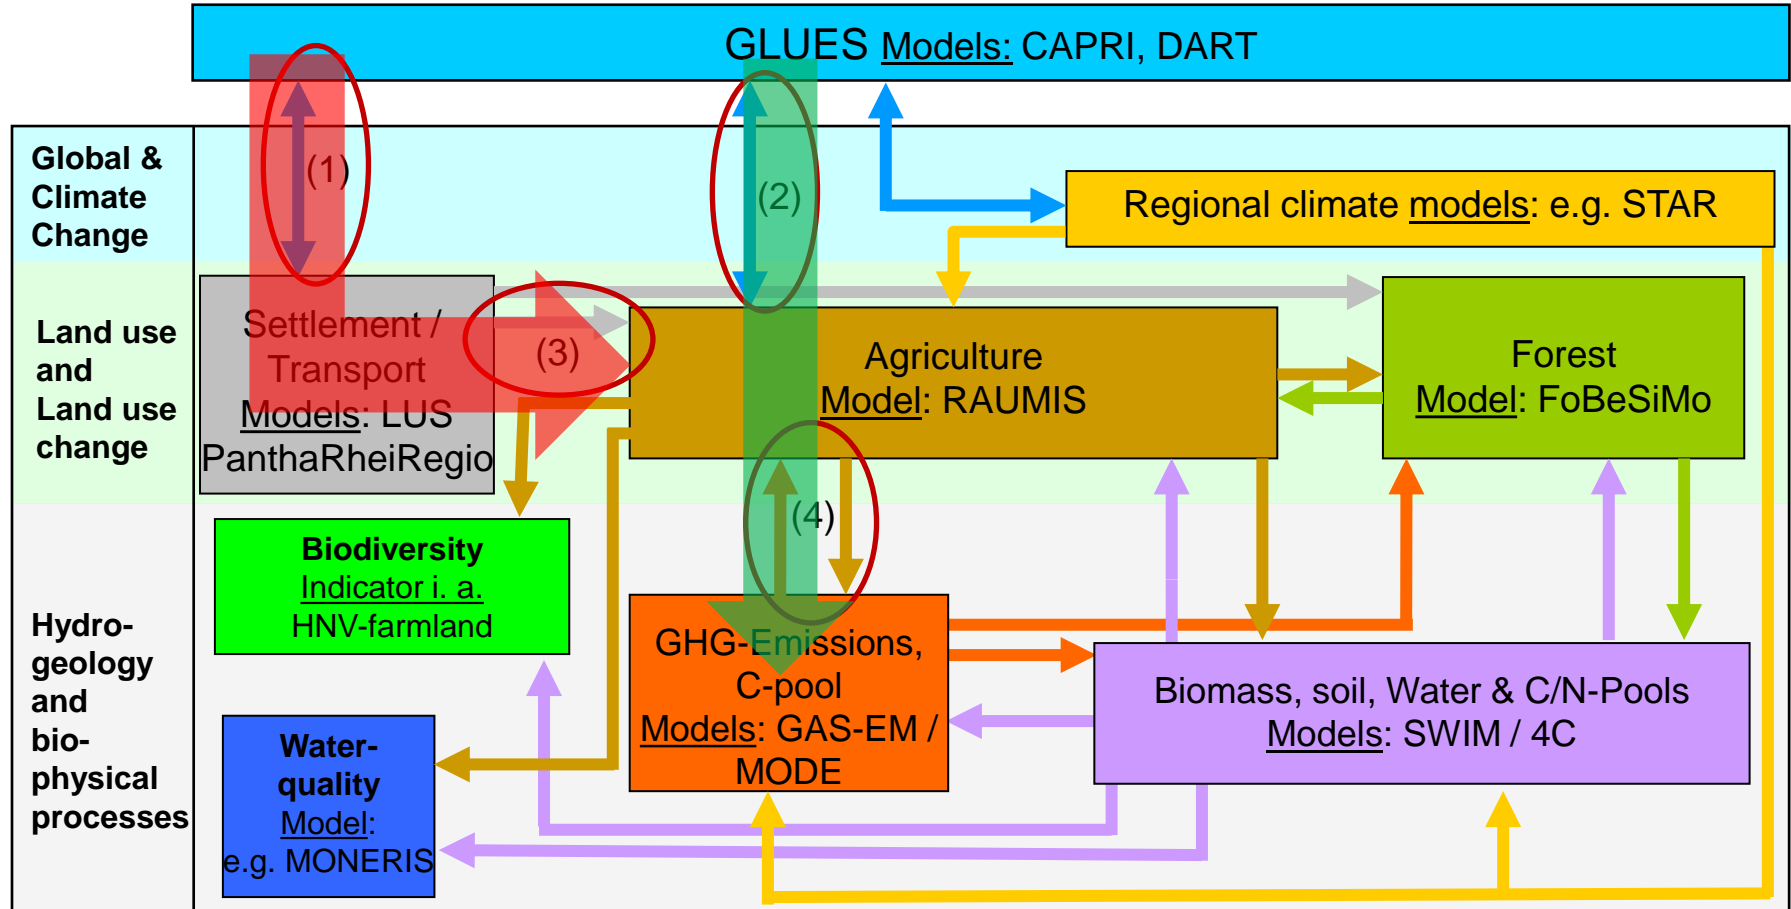 GLUES Models: CAPRI, DART
Global &
Climate
Change
(1)
(2)
Regional climate models: e.g. STAR
Land use
and
Land use
change
Settlement /
Transport
Models: LUS
PanthaRheiRegio
(3)
Agriculture
Model: RAUMIS
Forest
Model: FoBeSiMo
(4)
Hydro-
geology
and
bio-
physical
processes
Biodiversity
Indicator i. a.
HNV-farmland
GHG-Emissions,
C-pool
Models: GAS-EM /
MODE
Biomass, soil, Water & C/N-Pools
Models: SWIM / 4C
Water-
quality
Model:
e.g. MONERIS